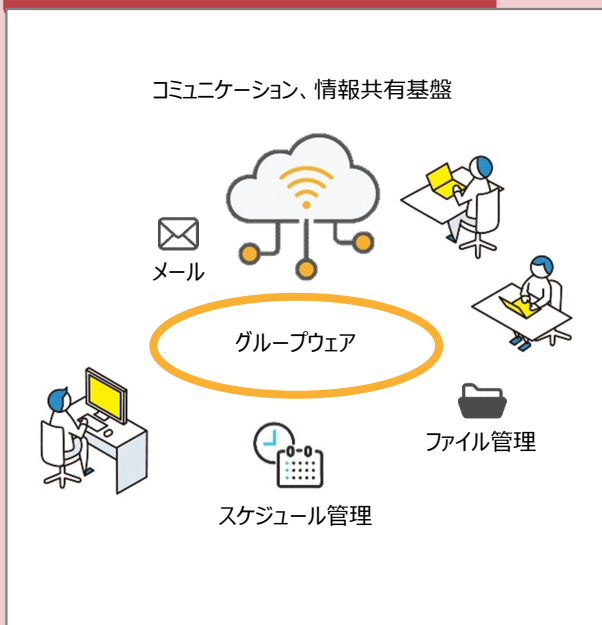 コミュニケーション、情報共有基盤
メール
グループウェア
ファイル管理
スケジュール管理